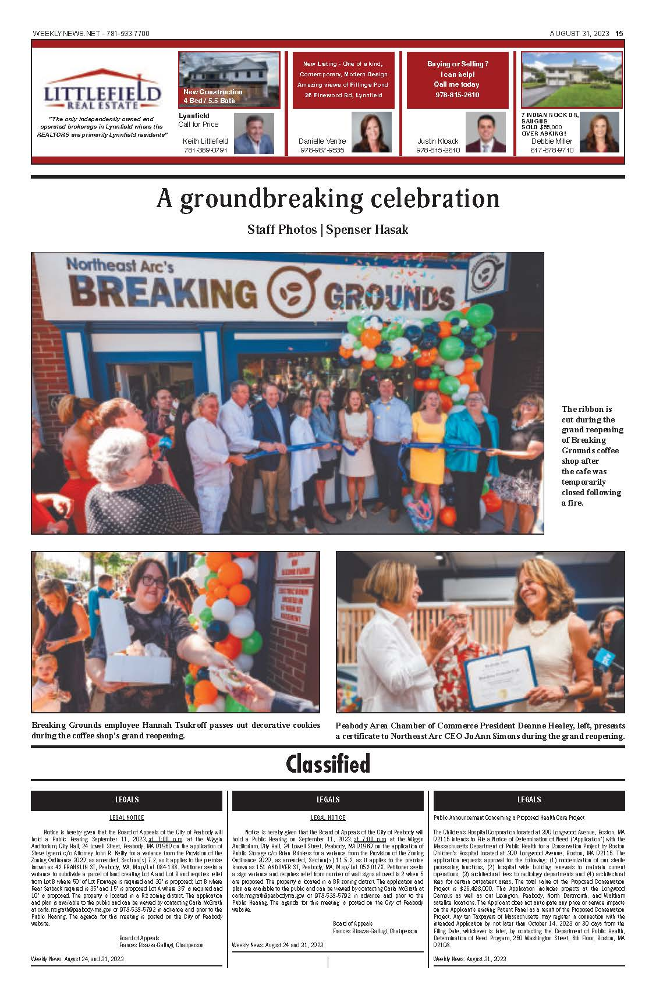 WEEKLYNEWS.NET - 781-593-7700
AUGUST 31, 2023 15
LITTLEFIELD
REAL ESTATE
"The only independently owned and
operated brokerage in Lynnfield where the
REALTORS are primarily Lynnfield residents"
New Construction
4 Bed / 5.5 Bath
Lynnfield
Call for Price
Keith Littlefield
781-389-0791
New Listing - One of a kind,
Contemporary, Modern Design
Amazing views of Pillings Pond
26 Pinewood Rd, Lynnfield
Danielle Ventre
978-987-9535
Buying or Selling?
I can help!
Call me today
978-815-2610
Justin Kloack
978-815-2610
7 INDIAN ROCK DR,
SAUGUS
SOLD $55,000
OVER ASKING!
Debbie Miller
617-678-9710
A groundbreaking celebration
Staff Photos | Spenser Hasak
Northeast Arc's
BREAKING GROUNDS
The ribbon is
cut during the
grand reopening
of Breaking
Grounds coffee
shop after
the cafe was
temporarily
closed following
a fire.
Breaking Grounds employee Hannah Tsukroff passes out decorative cookies
during the coffee shop's grand reopening.
Peabody Area Chamber of Commerce President Deanne Healey, left, presents
a certificate to Northeast Arc CEO JoAnn Simons during the grand reopening.
Classified
LEGALS
LEGAL NOTICE
Notice is hereby given that the Board of Appeals of the City of Peabody will
hold a Public Hearing September 11, 2023, at 7:00 p.m. at the Wiggin
Auditorium, City Hall, 24 Lowell Street, Peabody, MA 01960 on the application of
Steve Ignemi c/o Attorney John R. Keilty for a variance from the Provision of the
Zoning Ordinance 2020, as amended, Section(s) 7.2, as it applies to the premise
known as 42 FRANKLIN ST, Peabody, MA, Map/Lot 084-188. Petitioner seeks a
variance to subdivide a parcel of land creating Lot A and Lot B and requires relief
from Lot B where 50' of Lot Frontage is required and 30' is proposed; Lot B where
Rear Setback required is 35' and 15' is proposed Lot A where 35' is required and
10' is proposed. The property is located in a R2 zoning district. The application
and plan is available to the public and can be viewed by contacting Carla McGrath
at carla.mcgrath@peabody-ma.gov or 978-538-5792 in advance and prior to the
Public Hearing. The agenda for this meeting is posted on the City of Peabody
website.
Board of Appeals
Frances Bisazza-Gallugi, Chairperson
Weekly News: August 24, and 31, 2023
LEGALS
LEGAL NOTICE
Notice is hereby given that the Board of Appeals of the City of Peabody will
hold a Public Hearing on September 11, 2023, at 7:00 p.m. at the Wiggin
Auditorium, City Hall, 24 Lowell Street, Peabody, MA 01960 on the application of
Public Storage c/o Brian Brinkers for a variance from the Provision of the Zoning
Ordinance 2020, as amended, Section(s) 11.5.2, as it applies to the premise
known as 151 ANDOVER ST, Peabody, MA, Map/Lot 052-017X. Petitioner seeks
a sign variance and requires relief from number of wall signs allowed is 2 when 5
are proposed. The property is located in a BR zoning district. The application and
plan are available to the public and can be viewed by contacting Carla McGrath at
carla.mcgrath@peabodyma.gov or 978-538-5792 in advance and prior to the
Public Hearing. The agenda for this meeting is posted on the City of Peabody
website.
Board of Appeals
Frances Bisazza-Gallugi, Chairperson
Weekly News: August 24 and 31, 2023
LEGALS
Public Announcement Concerning a Proposed Health Care Project
The Children's Hospital Corporation located at 300 Longwood Avenue, Boston, MA
02115 intends to File a Notice of Determination of Need ("Application") with the
Massachusetts Department of Public Health for a Conservation Project by Boston
Children's Hospital located at 300 Longwood Avenue, Boston, MA 02115. The
application requests approval for the following: (1) modernization of our sterile
processing functions, (2) hospital wide building renewals to maintain current
operations, (3) architectural fees to radiology departments and (4) architectural
fees for certain outpatient areas. The total value of the Proposed Conservation
Project is $26,498,000. This Application includes projects at the Longwood
Campus as well as our Lexington, Peabody, North Dartmouth, and Waltham
satellite locations. The Applicant does not anticipate any price or service impacts
on the Applicant's existing Patient Panel as a result of the Proposed Conservation
Project. Any ten Taxpayers of Massachusetts may register in connection with the
intended Application by not later than October 14, 2023 or 30 days from the
Filing Date, whichever is later, by contacting the Department of Public Health,
Determination of Need Program, 250 Washington Street, 6th Floor, Boston, MA
02108.
Weekly News: August 31, 2023